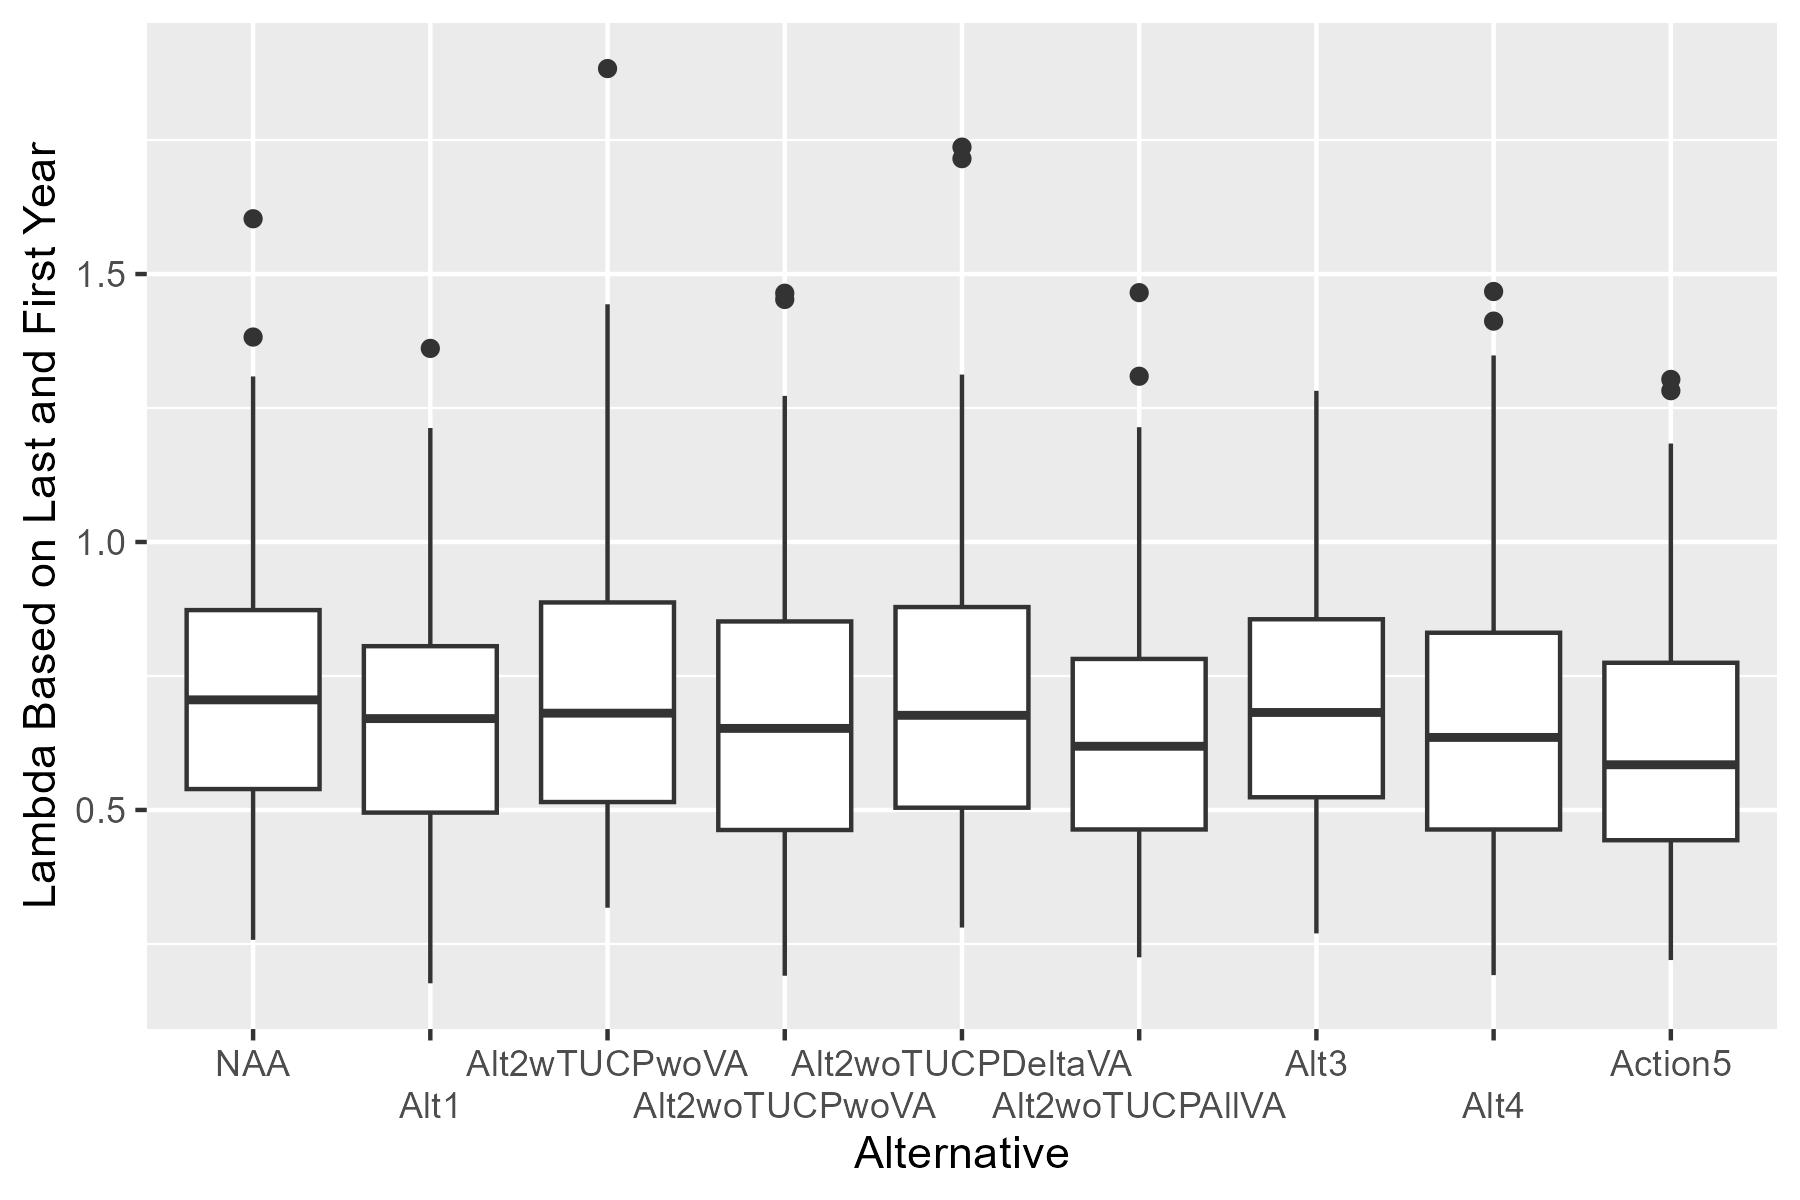 Lambda Based on Last and First Year
1.5
1.0
0.5
NAA
Alt1
Alt2wTUCPwoVA
Alt2woTUCPwoVA
Alt2woTUCPDeltaVA
Alt2woTUCPAllVA
Alt3
Alt4
Action5
Alternative